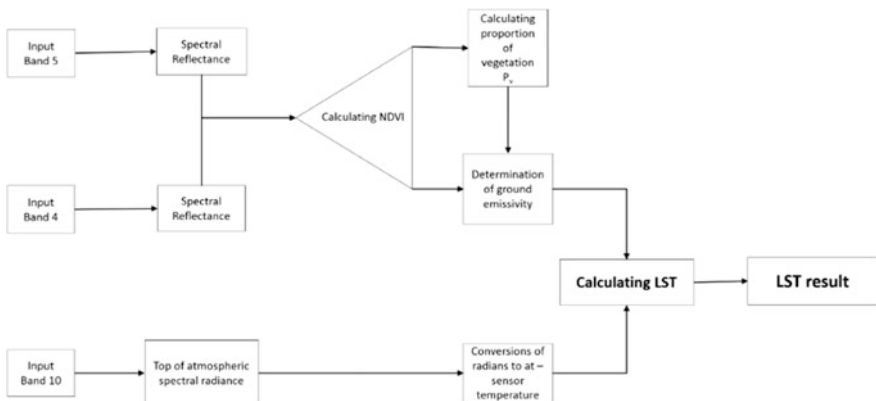 Input
Band 5
Spectral
Reflectance
Calculating
proportion
of
vegetation
Pv
Calculating NDVI
Input
Band 4
Spectral
Reflectance
Determination
of ground
emissivity
Calculating LST
LST result
Input
Band 10
Top of atmospheric
spectral radiance
Conversions of
radians to at –
sensor
temperature